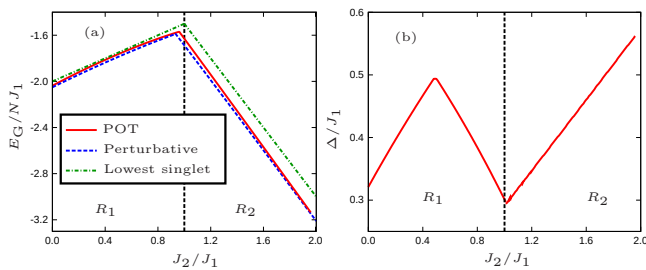 (a)
E_G/NJ_1
-1.6
-2.0
-2.4
-2.8
-3.2
POT
Perturbative
Lowest singlet
R_1
R_2
0.0 0.4 0.8 1.2 1.6 2.0
J_2/J_1
(b)
Δ/J_1
0.6
0.5
0.4
0.3
R_1
R_2
0.0 0.4 0.8 1.2 1.6 2.0
J_2/J_1